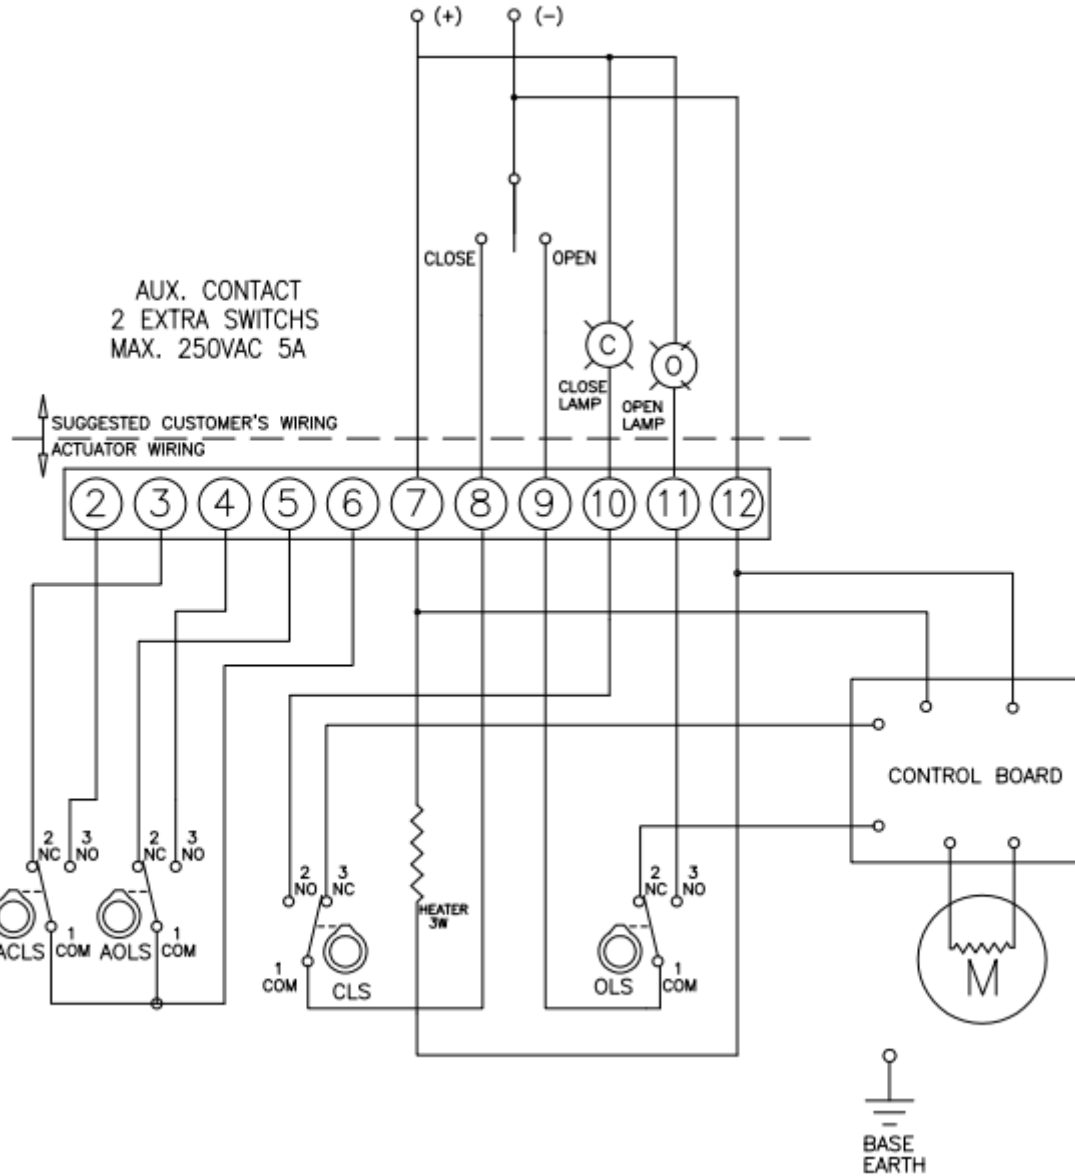 (+) (-)
CLOSE OPEN
AUX. CONTACT
2 EXTRA SWITCHS
MAX. 250VAC 5A
C
CLOSE
LAMP
O
OPEN
LAMP
SUGGESTED CUSTOMER'S WIRING
ACTUATOR WIRING
2 3 4 5 6 7 8 9 10 11 12
CONTROL BOARD
2
NC
3
NO
2
NC
3
NO
2
NO
3
NC
2
NC
3
NO
HEATER
3W
ACLS
1
COM
AOLS
1
COM
1
COM
CLS
OLS
1
COM
M
BASE
EARTH